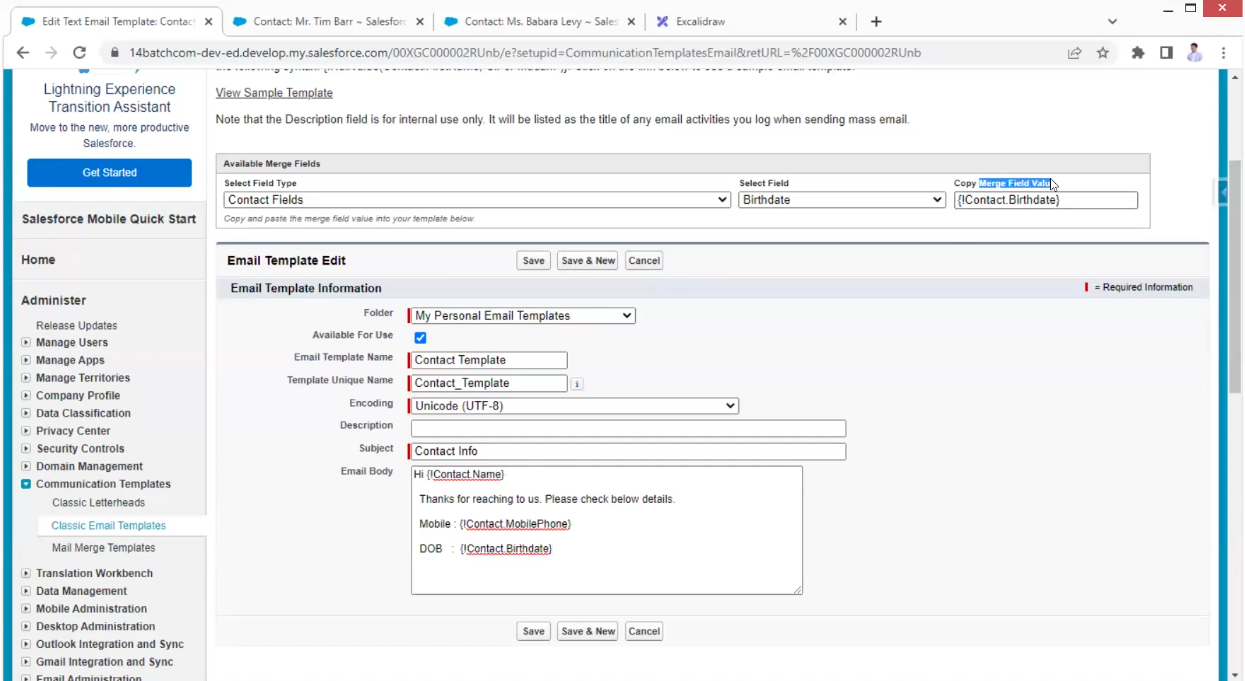 Edit Text Email Template: Contact
Contact: Mr. Tim Barr ~ Salesforc
Contact: Ms. Babara Levy ~ Sales
Excalidraw
14batchcom-dev-ed.develop.my.salesforce.com/00XGC000002RUnb/e?setupid=CommunicationTemplatesEmail&retURL=%2F00XGC000002RUnb
Lightning Experience
Transition Assistant
Move to the new, more productive
Salesforce.
Get Started
Salesforce Mobile Quick Start
Home
Administer
Release Updates
Manage Users
Manage Apps
Manage Territories
Company Profile
Data Classification
Privacy Center
Security Controls
Domain Management
Communication Templates
Classic Letterheads
Classic Email Templates
Mail Merge Templates
Translation Workbench
Data Management
Mobile Administration
Desktop Administration
Outlook Integration and Sync
Gmail Integration and Sync
Email Administration
View Sample Template
Note that the Description field is for internal use only. It will be listed as the title of any email activities you log when sending mass email.
Available Merge Fields
Select Field Type
Select Field
Copy Merge Field Valu
Contact Fields
Birthdate
{!Contact.Birthdate}
Copy and paste the merge field value into your template below.
Email Template Edit
Save
Save & New
Cancel
Email Template Information
= Required Information
Folder
My Personal Email Templates
Available For Use
Email Template Name
Contact Template
Template Unique Name
Contact_Template
Encoding
Unicode (UTF-8)
Description
Subject
Contact Info
Email Body
Hi {!Contact.Name}
Thanks for reaching to us. Please check below details.
Mobile : {!Contact.MobilePhone}
DOB : {!Contact.Birthdate}
Save
Save & New
Cancel